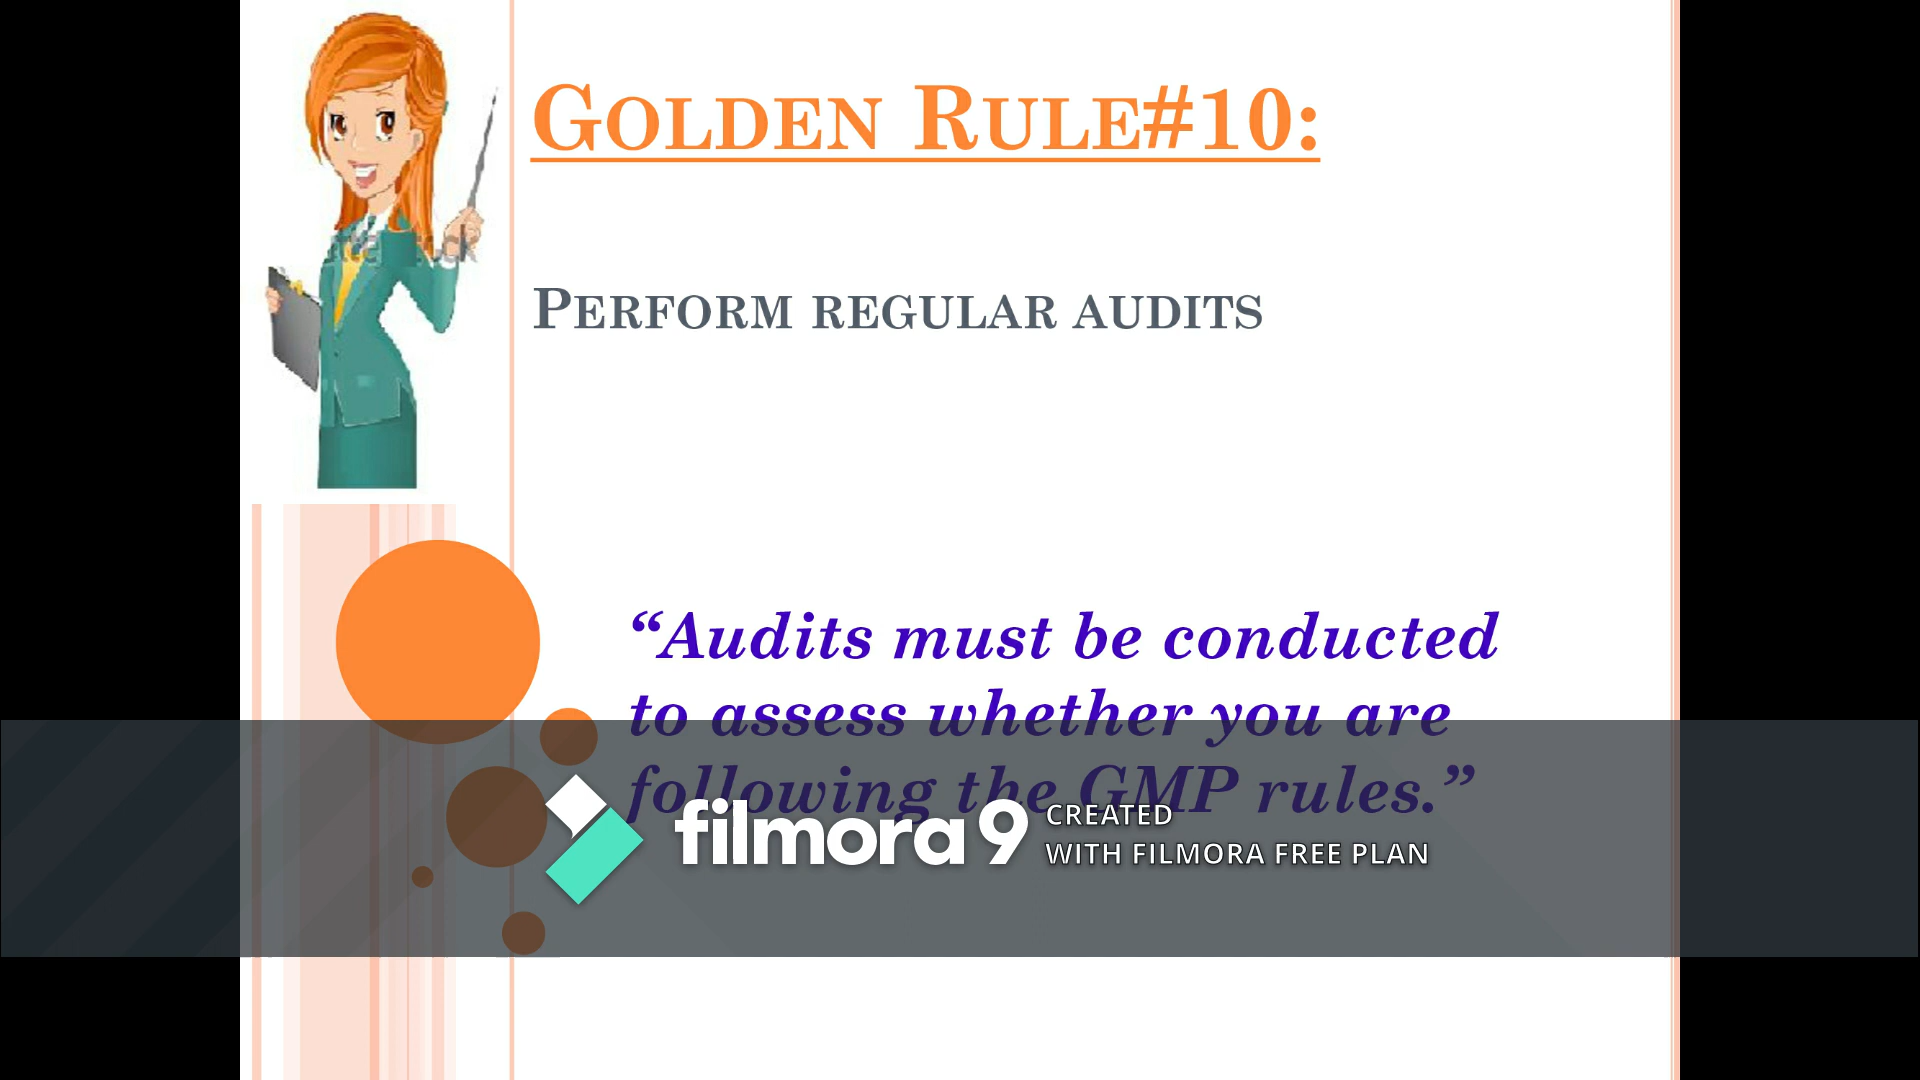 GOLDEN RULE#10:
PERFORM REGULAR AUDITS
“Audits must be conducted
to assess whether you are
following the GMP rules.”
filmora9
CREATED
WITH FILMORA FREE PLAN